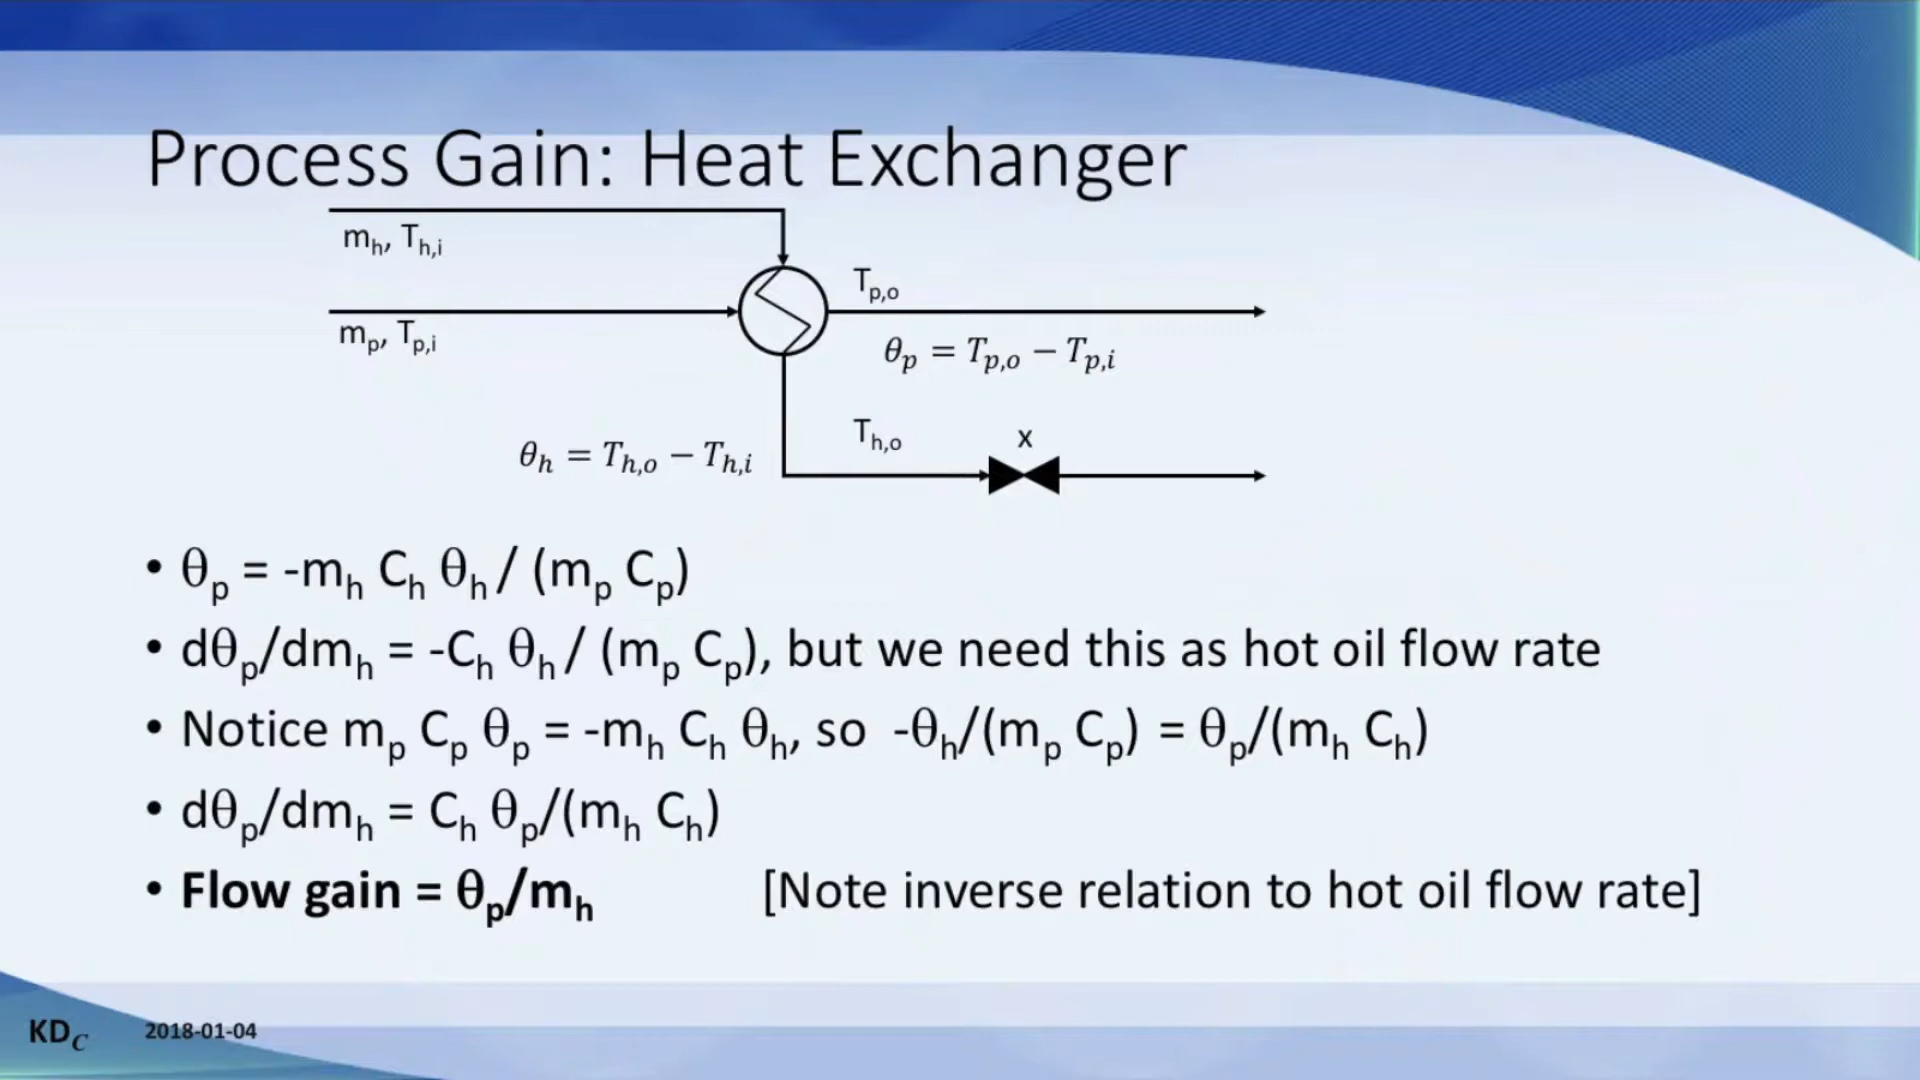 Process Gain: Heat Exchanger
mₕ, Tₕ,ᵢ
Tₚ,ₒ
mₚ, Tₚ,ᵢ
θₚ = Tₚ,ₒ − Tₚ,ᵢ
Tₕ,ₒ
x
θₕ = Tₕ,ₒ − Tₕ,ᵢ
• θₚ = -mₕ Cₕ θₕ / (mₚ Cₚ)
• dθₚ/dmₕ = -Cₕ θₕ / (mₚ Cₚ), but we need this as hot oil flow rate
• Notice mₚ Cₚ θₚ = -mₕ Cₕ θₕ, so -θₕ/(mₚ Cₚ) = θₚ/(mₕ Cₕ)
• dθₚ/dmₕ = Cₕ θₚ/(mₕ Cₕ)
• Flow gain = θₚ/mₕ [Note inverse relation to hot oil flow rate]
KD_C 2018-01-04